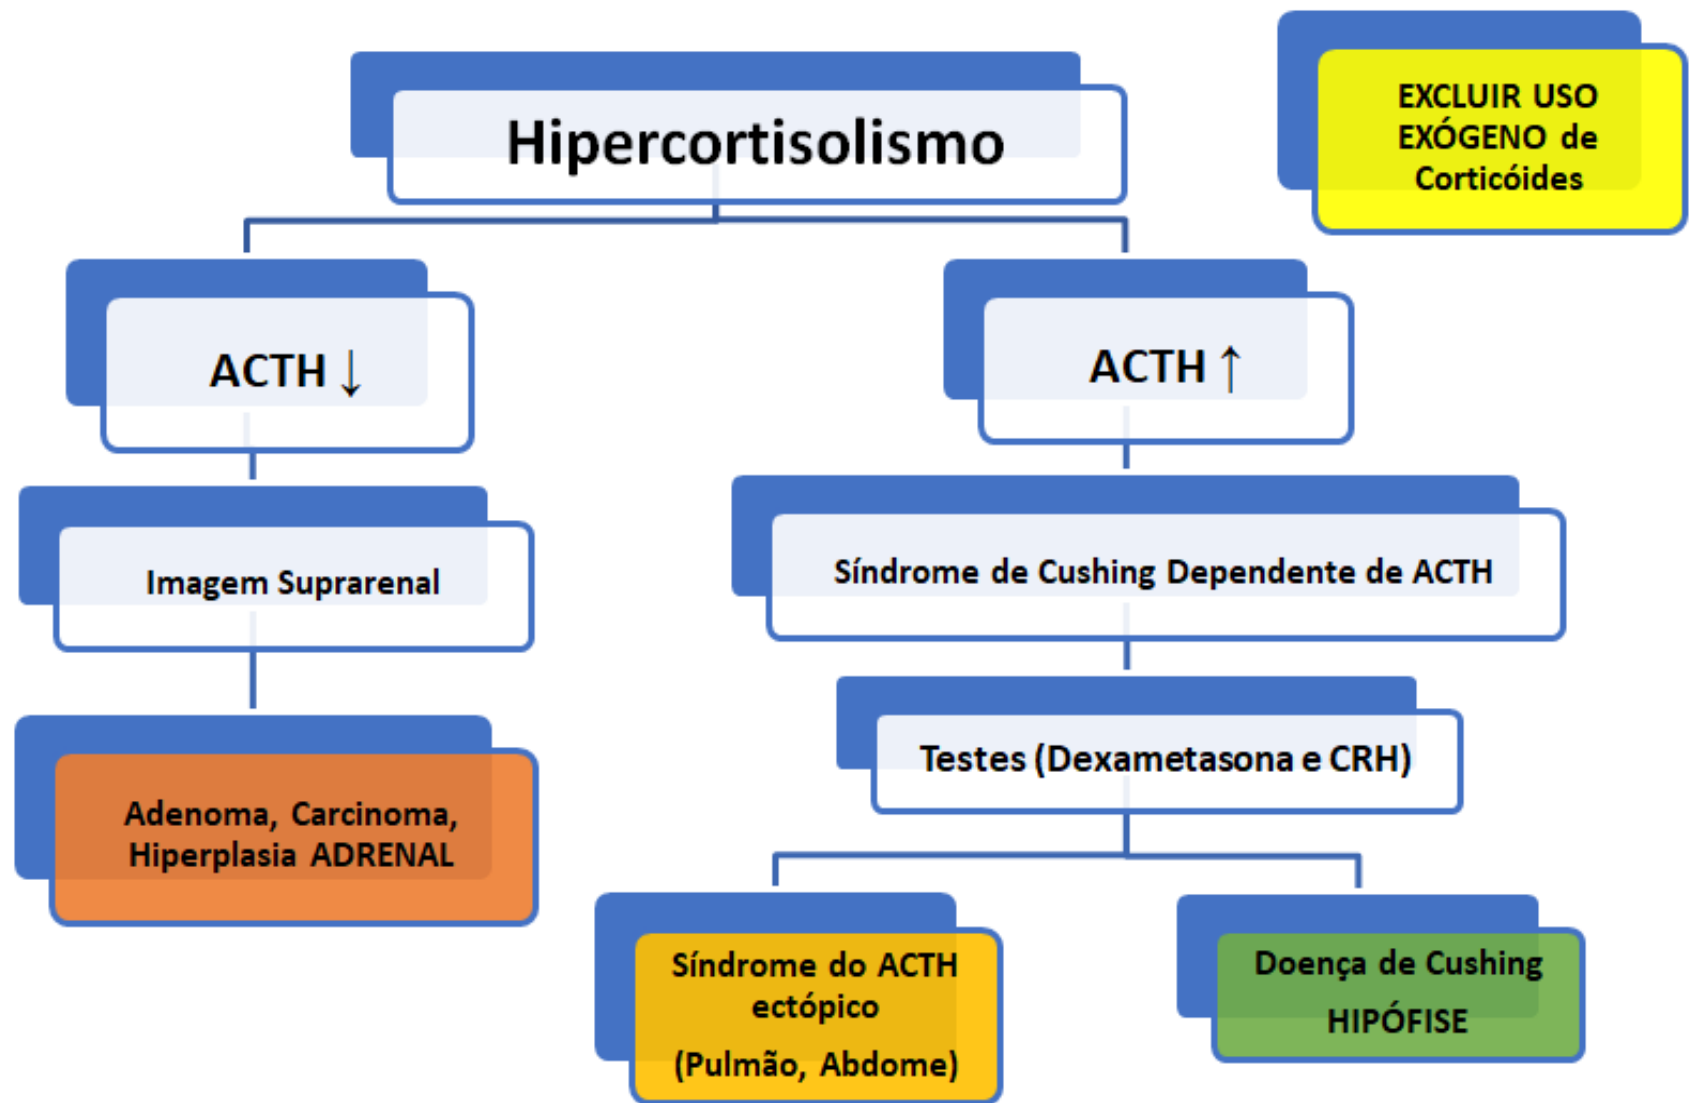 Hipercortisolismo
EXCLUIR USO
EXÓGENO de
Corticóides
ACTH ↓
ACTH ↑
Imagem Suprarenal
Síndrome de Cushing Dependente de ACTH
Testes (Dexametasona e CRH)
Adenoma, Carcinoma,
Hiperplasia ADRENAL
Síndrome do ACTH
ectópico
(Pulmão, Abdome)
Doença de Cushing
HIPÓFISE